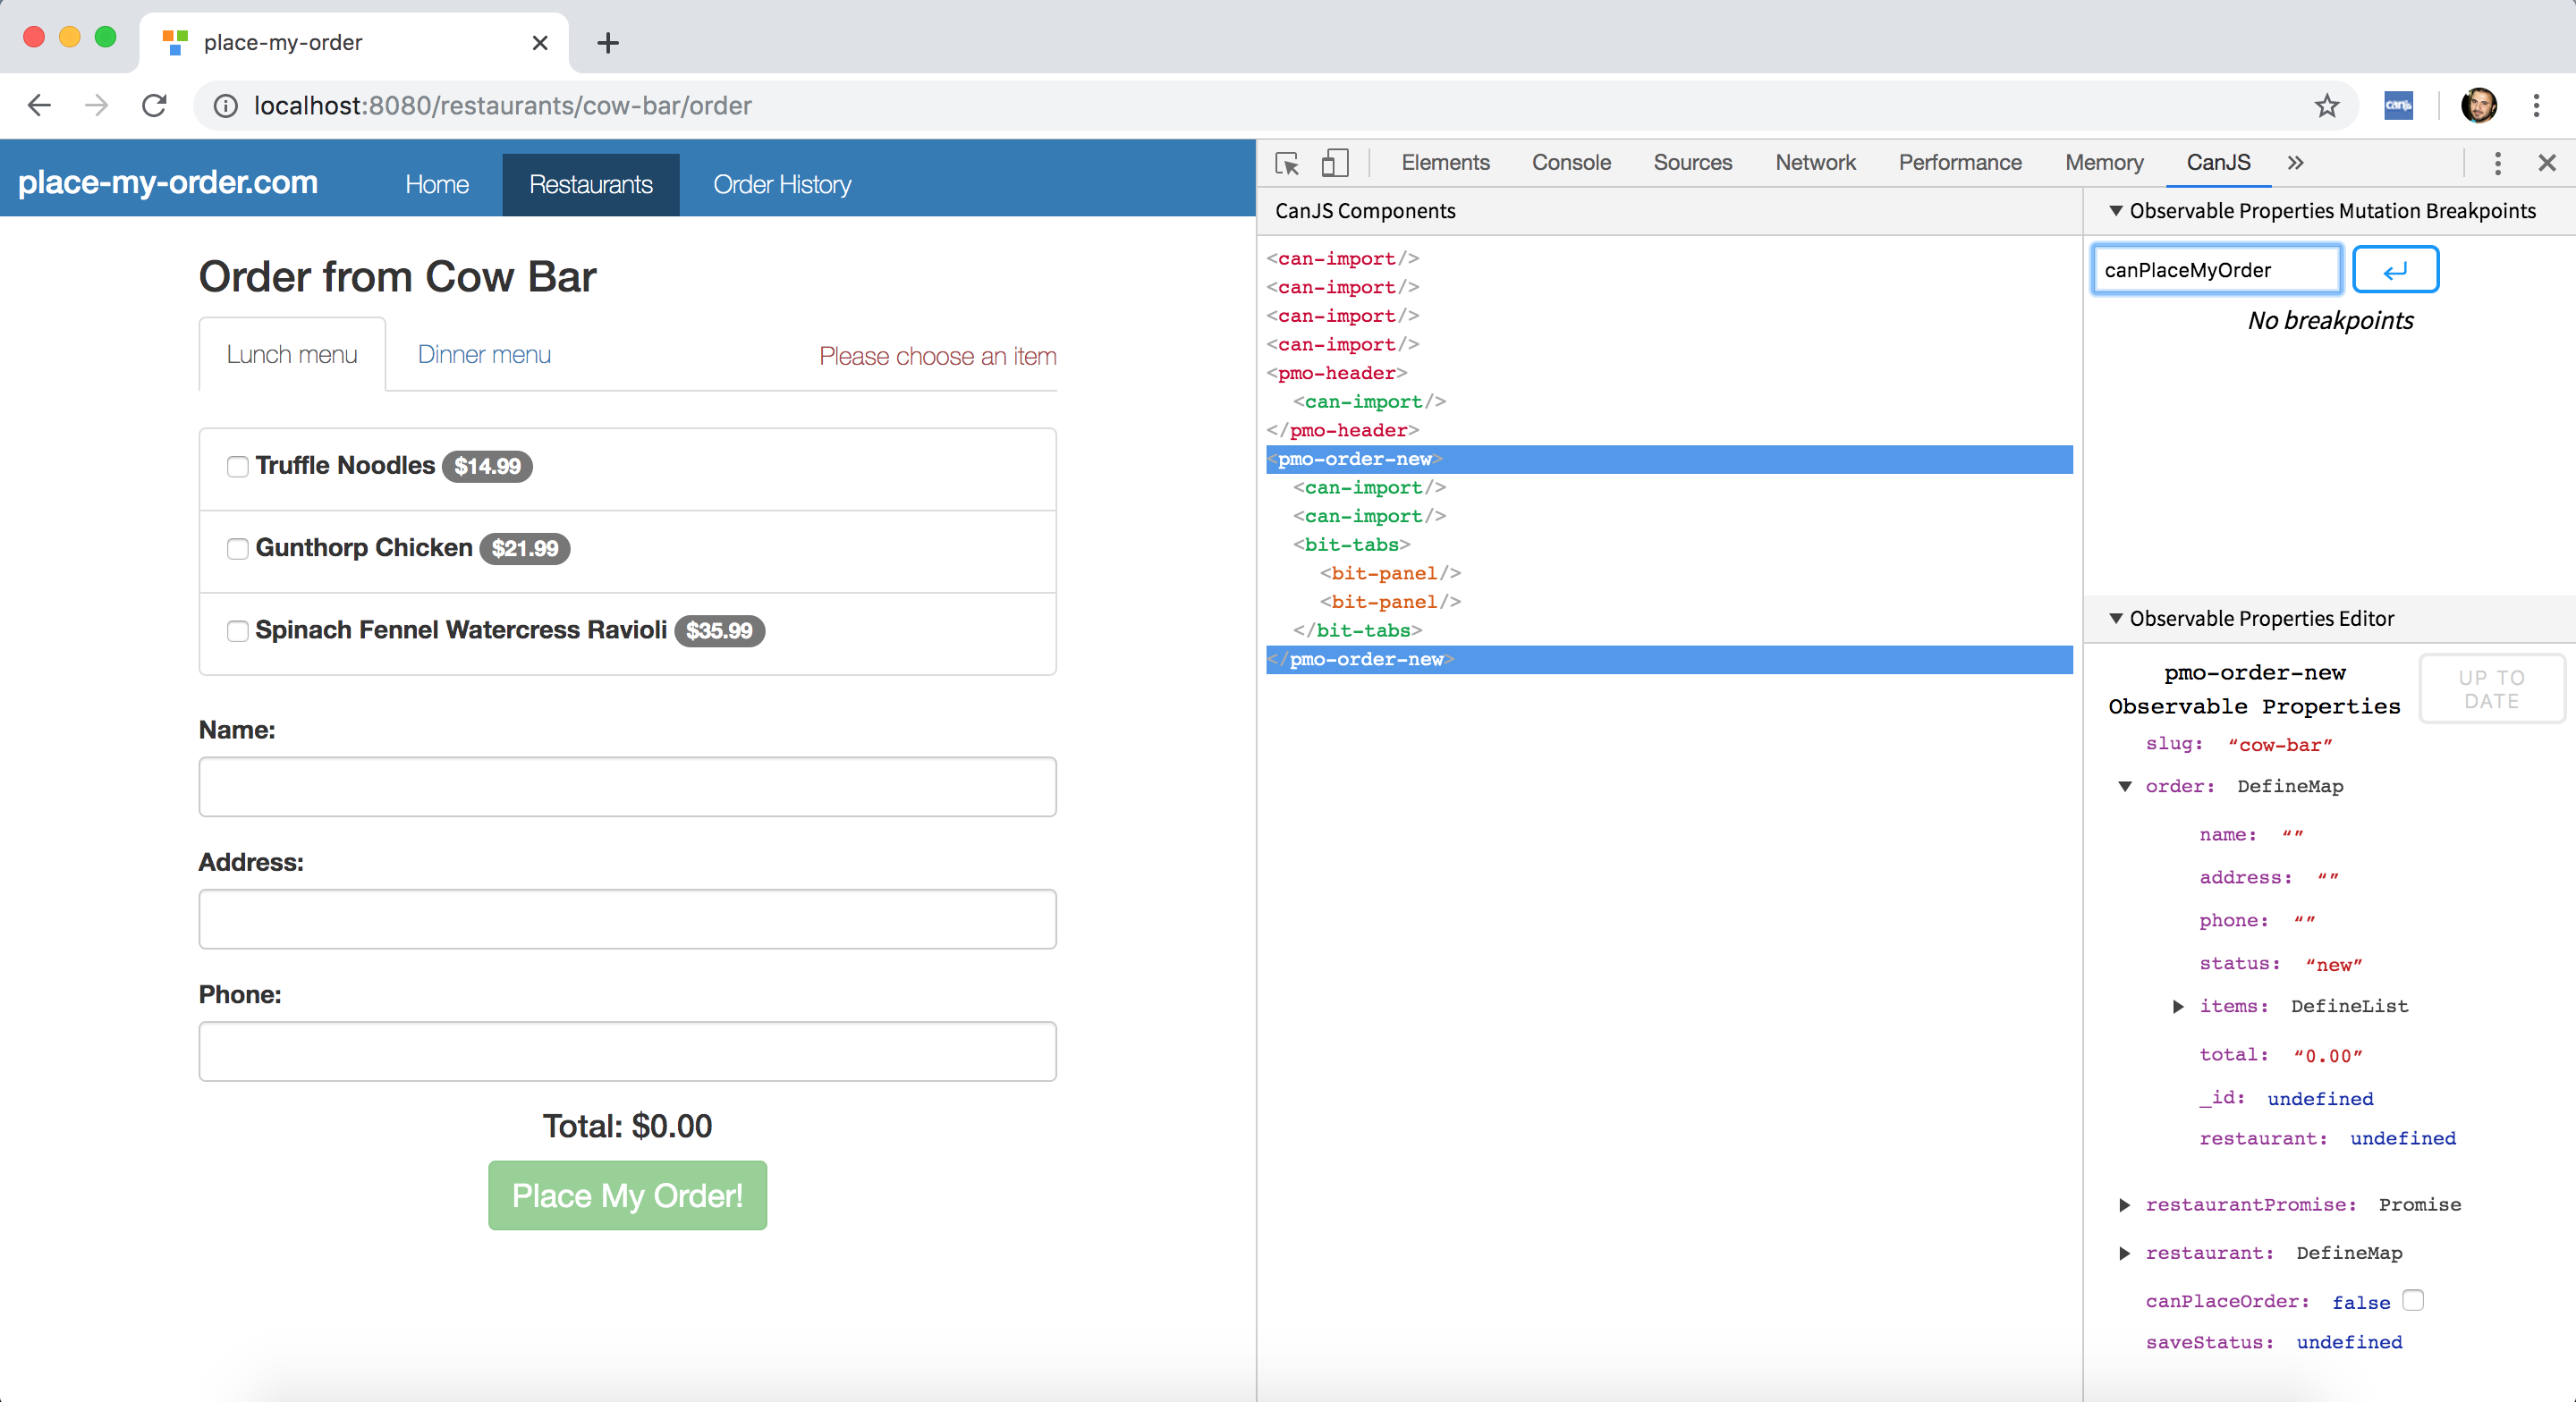 place-my-order
localhost:8080/restaurants/cow-bar/order
can
place-my-order.com Home Restaurants Order History
Order from Cow Bar
Lunch menu Dinner menu Please choose an item
Truffle Noodles $14.99
Gunthorp Chicken $21.99
Spinach Fennel Watercress Ravioli $35.99
Name:
Address:
Phone:
Total: $0.00
Place My Order!
Elements Console Sources Network Performance Memory CanJS »
CanJS Components
<can-import/>
<can-import/>
<can-import/>
<can-import/>
<pmo-header>
<can-import/>
</pmo-header>
<pmo-order-new>
<can-import/>
<can-import/>
<bit-tabs>
<bit-panel/>
<bit-panel/>
</bit-tabs>
</pmo-order-new>
Observable Properties Mutation Breakpoints
canPlaceMyOrder
No breakpoints
Observable Properties Editor
pmo-order-new
Observable Properties
UP TO
DATE
slug: “cow-bar”
order: DefineMap
name: “”
address: “”
phone: “”
status: “new”
items: DefineList
total: “0.00”
_id: undefined
restaurant: undefined
restaurantPromise: Promise
restaurant: DefineMap
canPlaceOrder: false
saveStatus: undefined